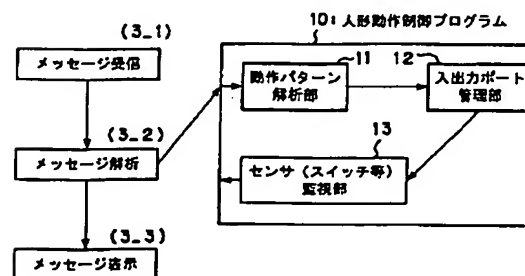 10:人形動作制御プログラム
(3_1)
メッセージ受信
(3_2)
メッセージ解析
(3_3)
メッセージ表示
11
動作パターン
解析部
12
入出力ポート
管理部
13
センサ(スイッチ等)
監視部